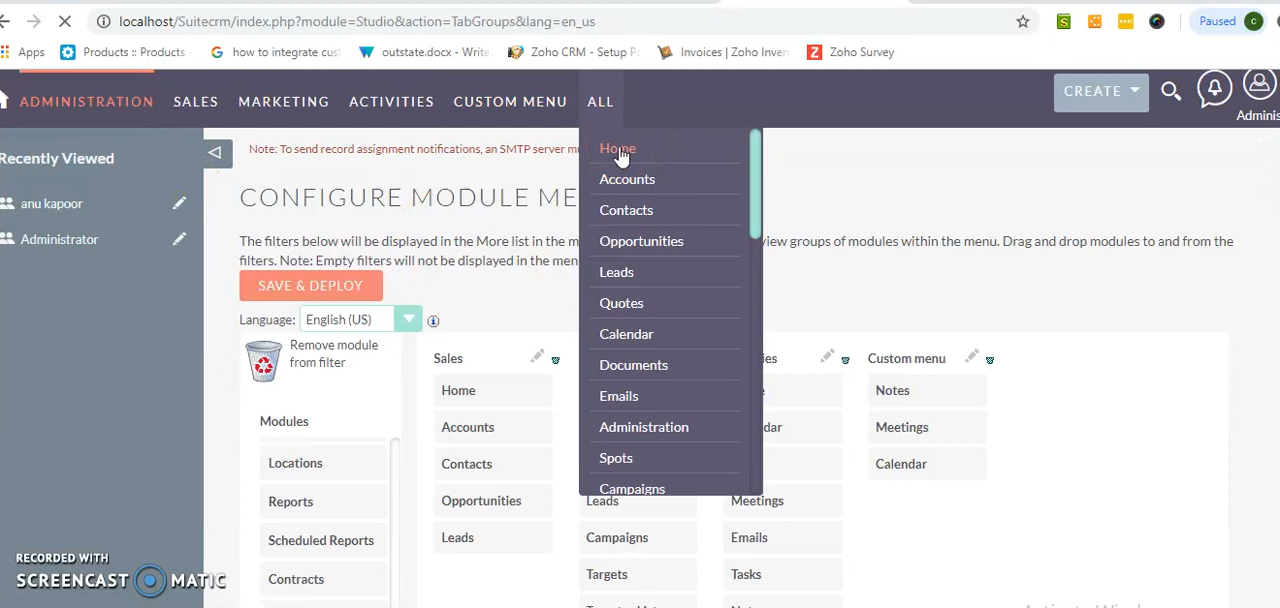 localhost/Suitecrm/index.php?module=Studio&action=TabGroups&lang=en_us
Paused C
Apps Products :: Products how to integrate cust outstate.docx - Write Zoho CRM - Setup Pa Invoices | Zoho Inven Zoho Survey
ADMINISTRATION SALES MARKETING ACTIVITIES CUSTOM MENU ALL CREATE
Adminis
Recently Viewed
anu kapoor
Administrator
Note: To send record assignment notifications, an SMTP server mu
CONFIGURE MODULE ME
The filters below will be displayed in the More list in the m
view groups of modules within the menu. Drag and drop modules to and from the
filters. Note: Empty filters will not be displayed in the men
SAVE & DEPLOY
Language: English (US)
Remove module
from filter
Modules
Locations
Reports
Scheduled Reports
Contracts
Sales
Home
Accounts
Contacts
Opportunities
Leads
Home
Accounts
Contacts
Opportunities
Leads
Quotes
Calendar
Documents
Emails
Administration
Spots
Campaigns
Leads
Campaigns
Targets
ies
dar
Meetings
Emails
Tasks
Custom menu
Notes
Meetings
Calendar
RECORDED WITH
SCREENCAST MATIC